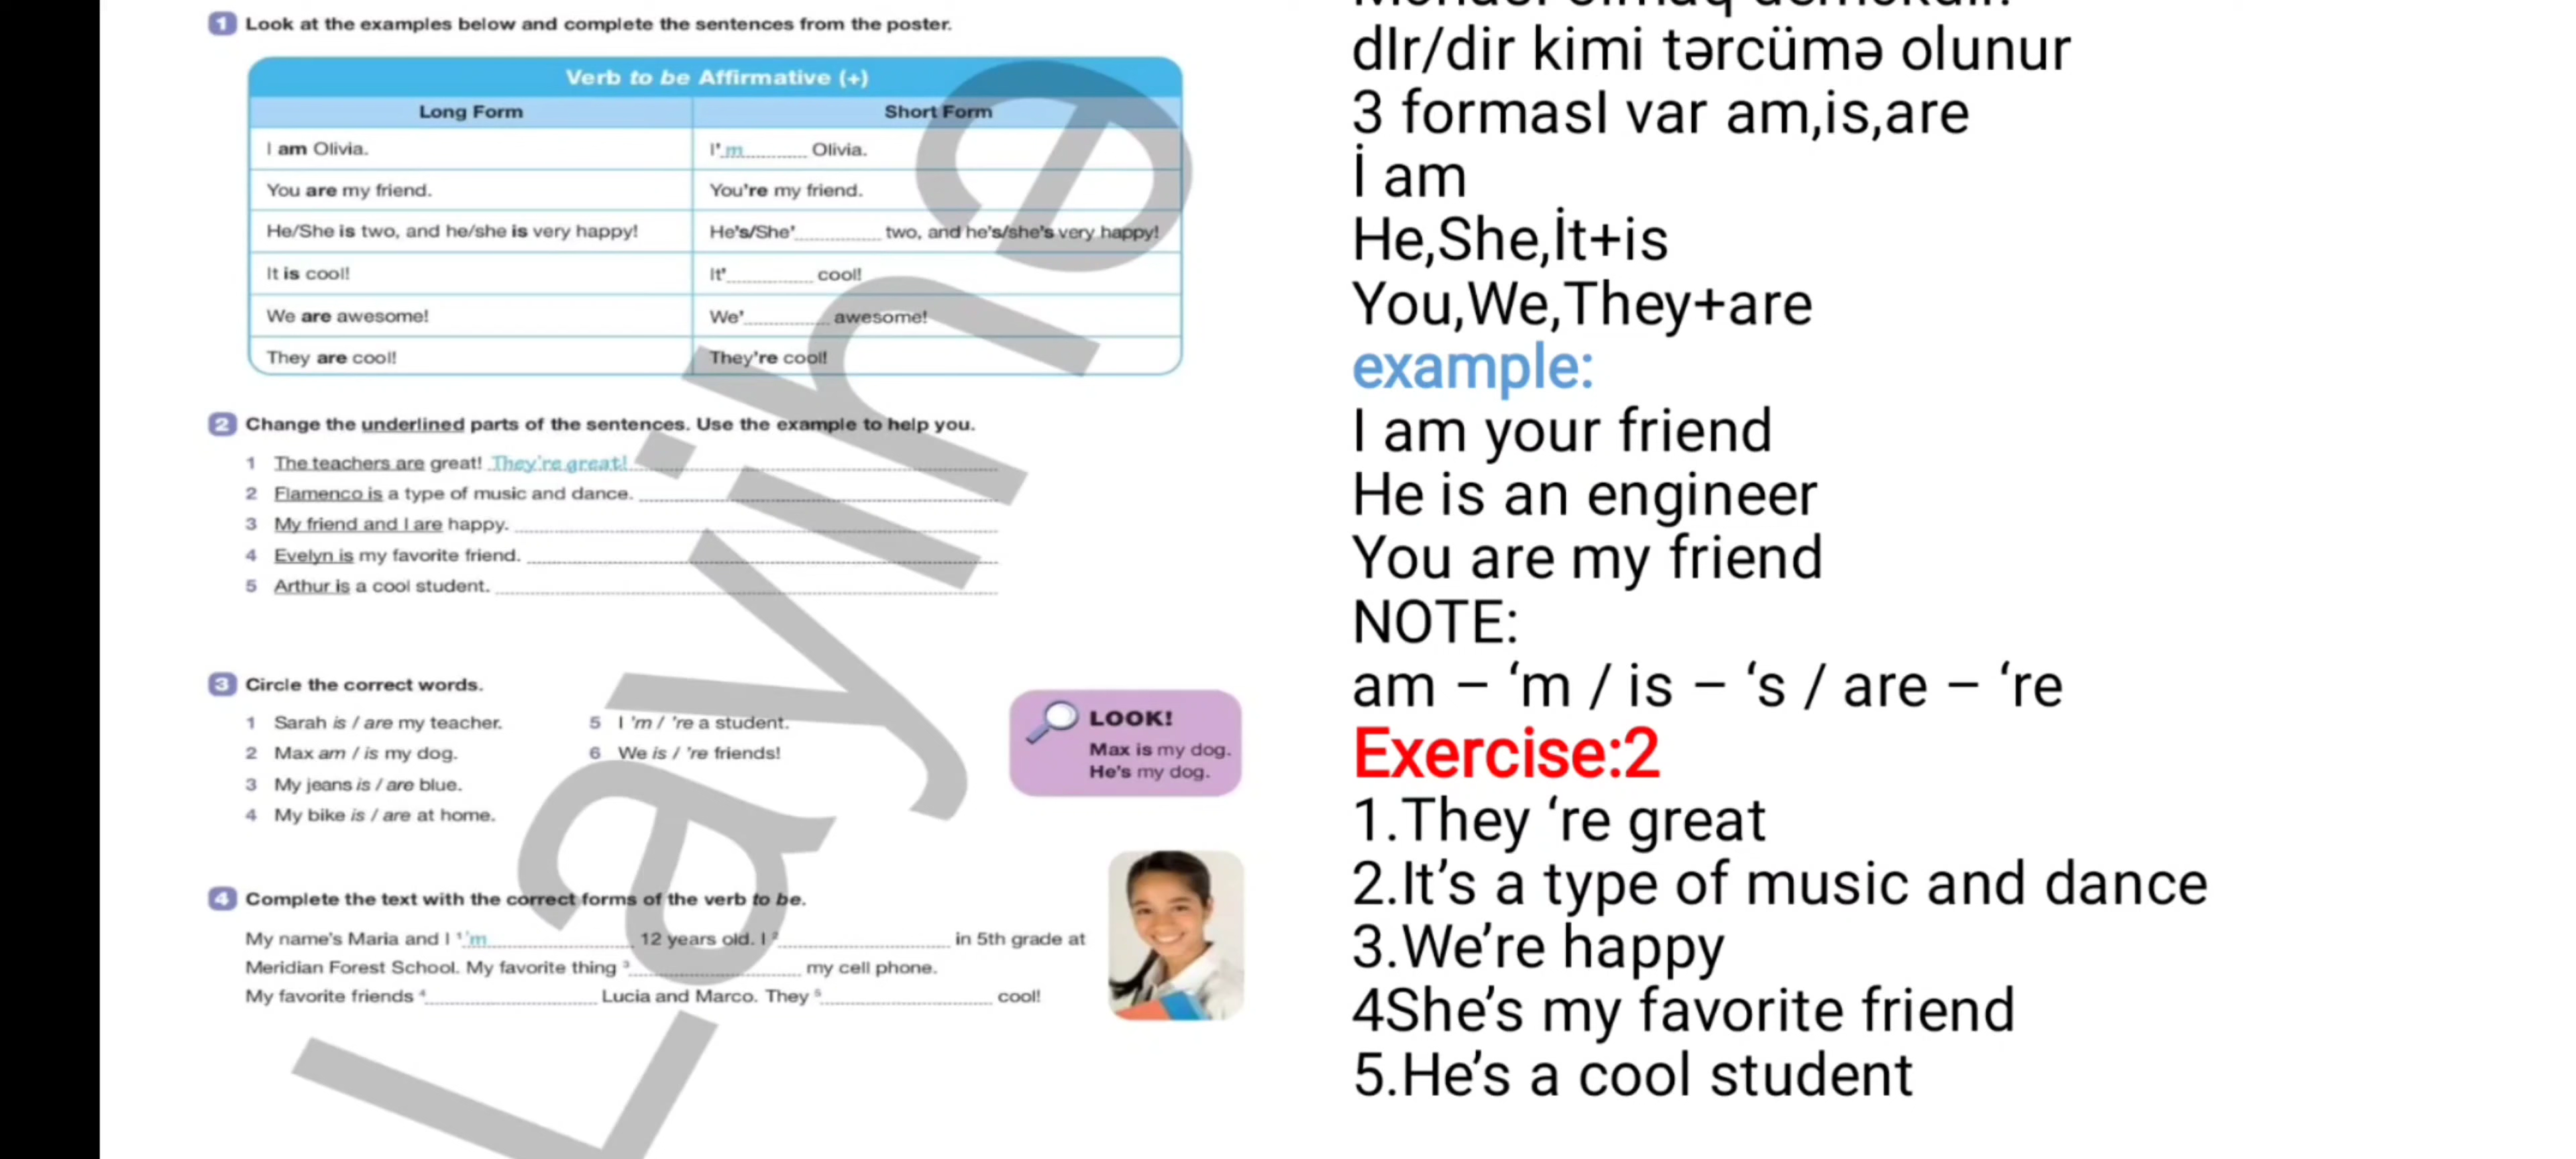 1 Look at the examples below and complete the sentences from the poster.
Verb to be Affirmative (+)
Long Form Short Form
I am Olivia. I'm Olivia.
You are my friend. You're my friend.
He/She is two, and he/she is very happy! He's/She' two, and he's/she's very happy!
It is cool! It' cool!
We are awesome! We' awesome!
They are cool! They're cool!
2 Change the underlined parts of the sentences. Use the example to help you.
1 The teachers are great! They're great!
2 Flamenco is a type of music and dance.
3 My friend and I are happy.
4 Evelyn is my favorite friend.
5 Arthur is a cool student.
3 Circle the correct words.
1 Sarah is / are my teacher.
2 Max am / is my dog.
3 My jeans is / are blue.
4 My bike is / are at home.
5 I 'm / 're a student.
6 We is / 're friends!
LOOK!
Max is my dog.
He's my dog.
4 Complete the text with the correct forms of the verb to be.
My name's Maria and I 1 'm 12 years old. I 2 in 5th grade at
Meridian Forest School. My favorite thing 3 my cell phone.
My favorite friends 4 Lucia and Marco. They 5 cool!
Layihe
dIr/dir kimi tərcümə olunur
3 formasI var am,is,are
İ am
He,She,İt+is
You,We,They+are
example:
I am your friend
He is an engineer
You are my friend
NOTE:
am – ‘m / is – ‘s / are – ‘re
Exercise:2
1.They ‘re great
2.It’s a type of music and dance
3.We’re happy
4She’s my favorite friend
5.He’s a cool student